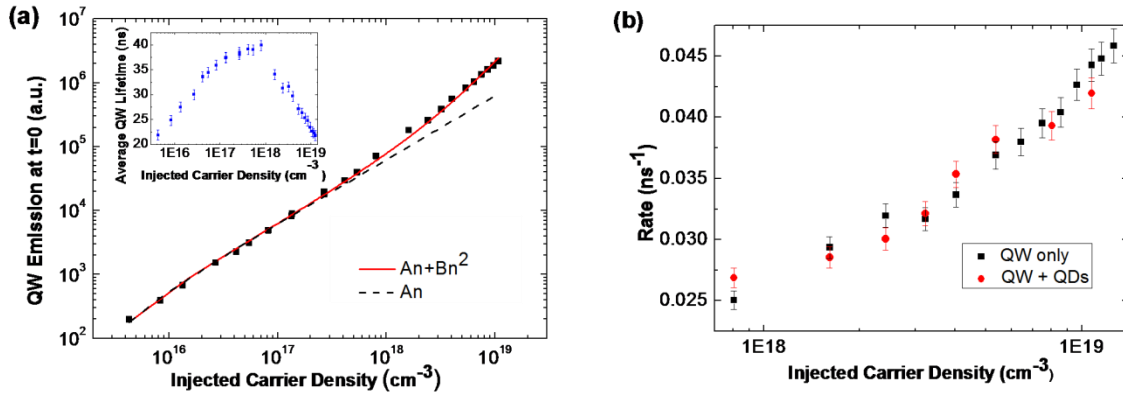 (a)
QW Emission at t=0 (a.u.)
10^7
10^6
10^5
10^4
10^3
10^2
10^16
10^17
10^18
10^19
Injected Carrier Density (cm^-3)
Average QW Lifetime (ns)
40
35
30
25
20
1E16
1E17
1E18
1E19
Injected Carrier Density (cm^-3)
An+Bn^2
An
(b)
Rate (ns^-1)
0.045
0.040
0.035
0.030
0.025
1E18
1E19
Injected Carrier Density (cm^-3)
QW only
QW + QDs